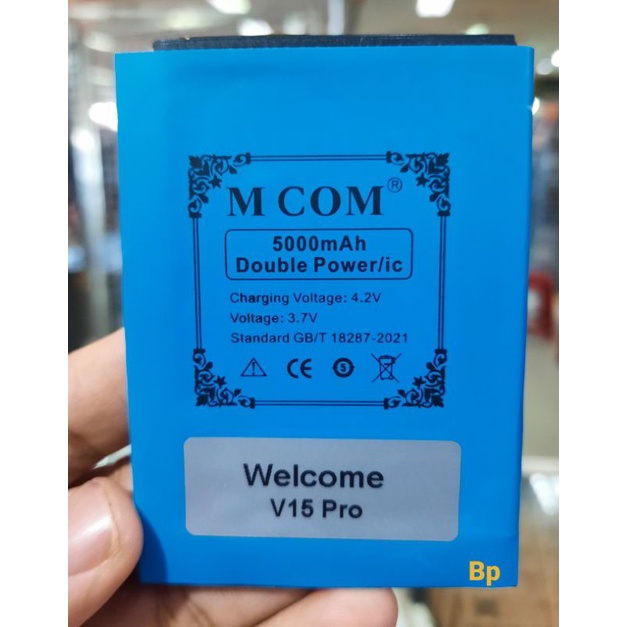 M COM®
5000mAh
Double Power/ic
Charging Voltage: 4.2V
Voltage: 3.7V
Standard GB/T 18287-2021
CE
5
Welcome
V15 Pro
Bp